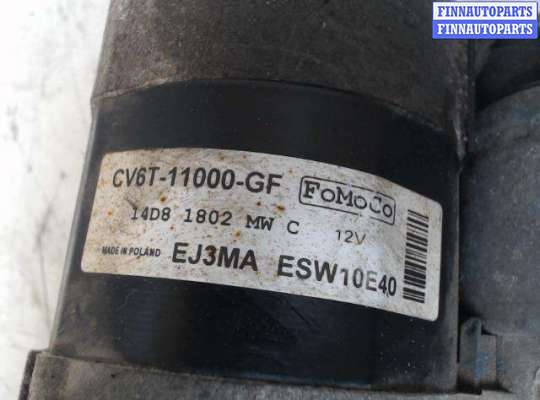 FINNAUTOPARTS
FINNAUTOPARTS
CV6T-11000-GF FoMoCo
14D8 1802 MW C 12V
MADE IN POLAND EJ3MA ESW10E40